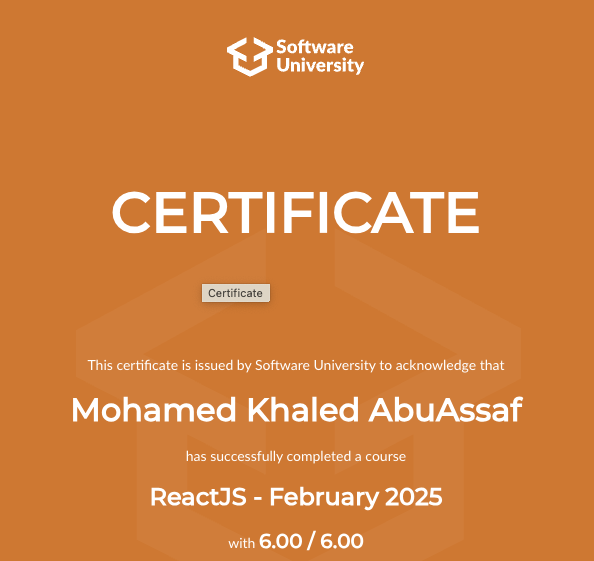 Software
University
CERTIFICATE
Certificate
This certificate is issued by Software University to acknowledge that
Mohamed Khaled AbuAssaf
has successfully completed a course
ReactJS - February 2025
with 6.00 / 6.00